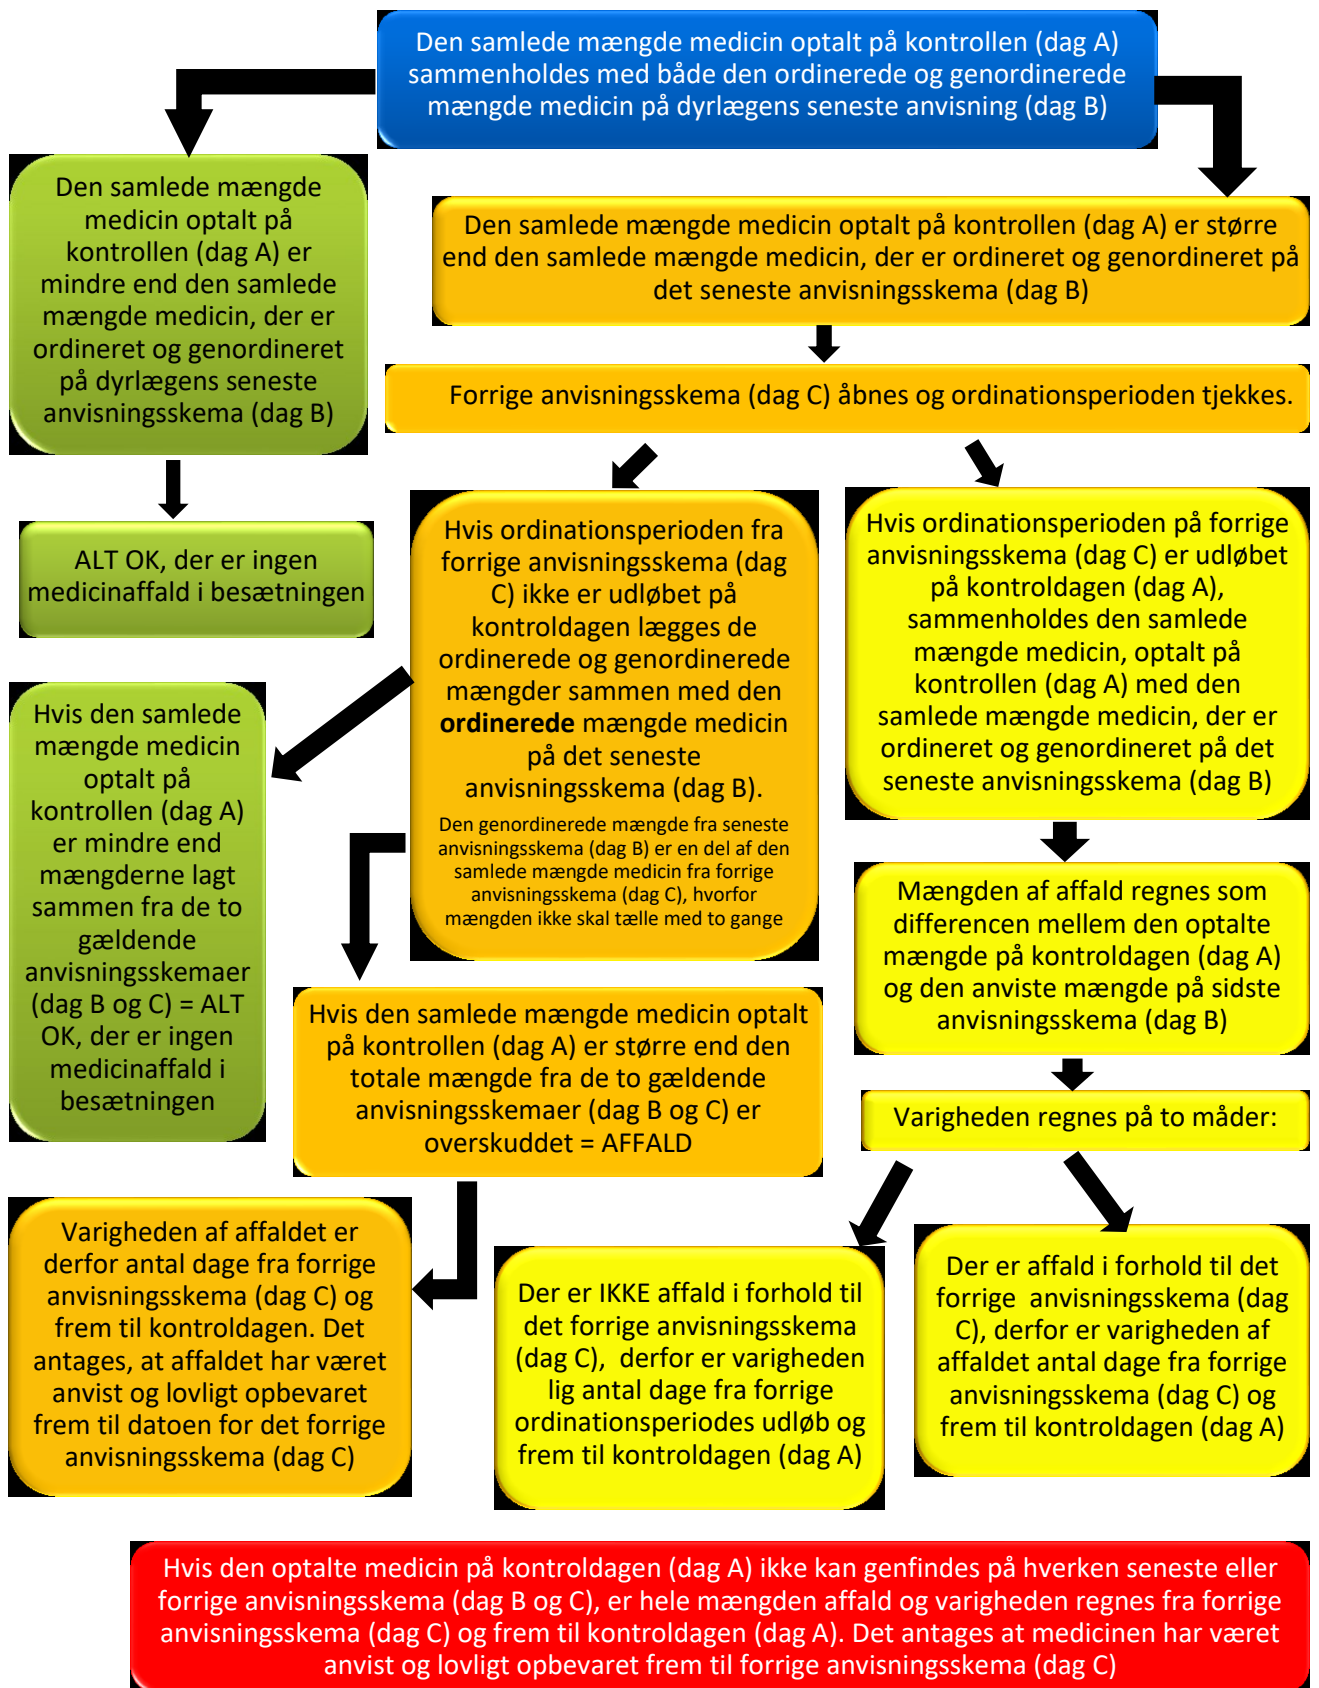 Den samlede mængde medicin optalt på kontrollen (dag A)
sammenholdes med både den ordinerede og genordinerede
mængde medicin på dyrlægens seneste anvisning (dag B)
Den samlede mængde
medicin optalt på
kontrollen (dag A) er
mindre end den samlede
mængde medicin, der er
ordineret og genordineret
på dyrlægens seneste
anvisningsskema (dag B)
ALT OK, der er ingen
medicinaffald i besætningen
Den samlede mængde medicin optalt på kontrollen (dag A) er større
end den samlede mængde medicin, der er ordineret og genordineret på
det seneste anvisningsskema (dag B)
Forrige anvisningsskema (dag C) åbnes og ordinationsperioden tjekkes.
Hvis ordinationsperioden fra
forrige anvisningsskema (dag
C) ikke er udløbet på
kontroldagen lægges de
ordinerede og genordinerede
mængder sammen med den
ordinerede mængde medicin
på det seneste
anvisningsskema (dag B).
Den genordinerede mængde fra seneste
anvisningsskema (dag B) er en del af den
samlede mængde medicin fra forrige
anvisningsskema (dag C), hvorfor
mængden ikke skal tælle med to gange
Hvis den samlede
mængde medicin
optalt på
kontrollen (dag A)
er mindre end
mængderne lagt
sammen fra de to
gældende
anvisningsskemaer
(dag B og C) = ALT
OK, der er ingen
medicinaffald i
besætningen
Hvis den samlede mængde medicin optalt
på kontrollen (dag A) er større end den
totale mængde fra de to gældende
anvisningsskemaer (dag B og C) er
overskuddet = AFFALD
Varigheden af affaldet er
derfor antal dage fra forrige
anvisningsskema (dag C) og
frem til kontroldagen. Det
antages, at affaldet har været
anvist og lovligt opbevaret
frem til datoen for det forrige
anvisningsskema (dag C)
Hvis ordinationsperioden på forrige
anvisningsskema (dag C) er udløbet
på kontroldagen (dag A),
sammenholdes den samlede
mængde medicin, optalt på
kontrollen (dag A) med den
samlede mængde medicin, der er
ordineret og genordineret på det
seneste anvisningsskema (dag B)
Mængden af affald regnes som
differencen mellem den optalte
mængde på kontroldagen (dag A)
og den anviste mængde på sidste
anvisningsskema (dag B)
Varigheden regnes på to måder:
Der er IKKE affald i forhold til
det forrige anvisningsskema
(dag C), derfor er varigheden
lig antal dage fra forrige
ordinationsperiodes udløb og
frem til kontroldagen (dag A)
Der er affald i forhold til det
forrige anvisningsskema (dag
C), derfor er varigheden af
affaldet antal dage fra forrige
anvisningsskema (dag C) og
frem til kontroldagen (dag A)
Hvis den optalte medicin på kontroldagen (dag A) ikke kan genfindes på hverken seneste eller
forrige anvisningsskema (dag B og C), er hele mængden affald og varigheden regnes fra forrige
anvisningsskema (dag C) og frem til kontroldagen (dag A). Det antages at medicinen har været
anvist og lovligt opbevaret frem til forrige anvisningsskema (dag C)